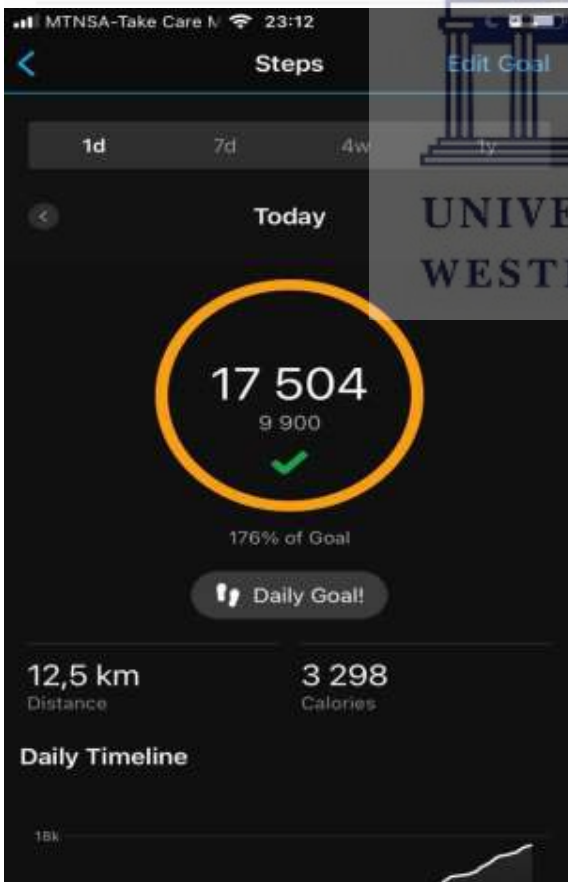 MTNSA-Take Care 23:12
Steps
Edit Goal
1d 7d 4w 1y
Today
UNIVE
WEST
17 504
9 900
176% of Goal
Daily Goal!
12,5 km
3 298
Distance
Calories
Daily Timeline
18k